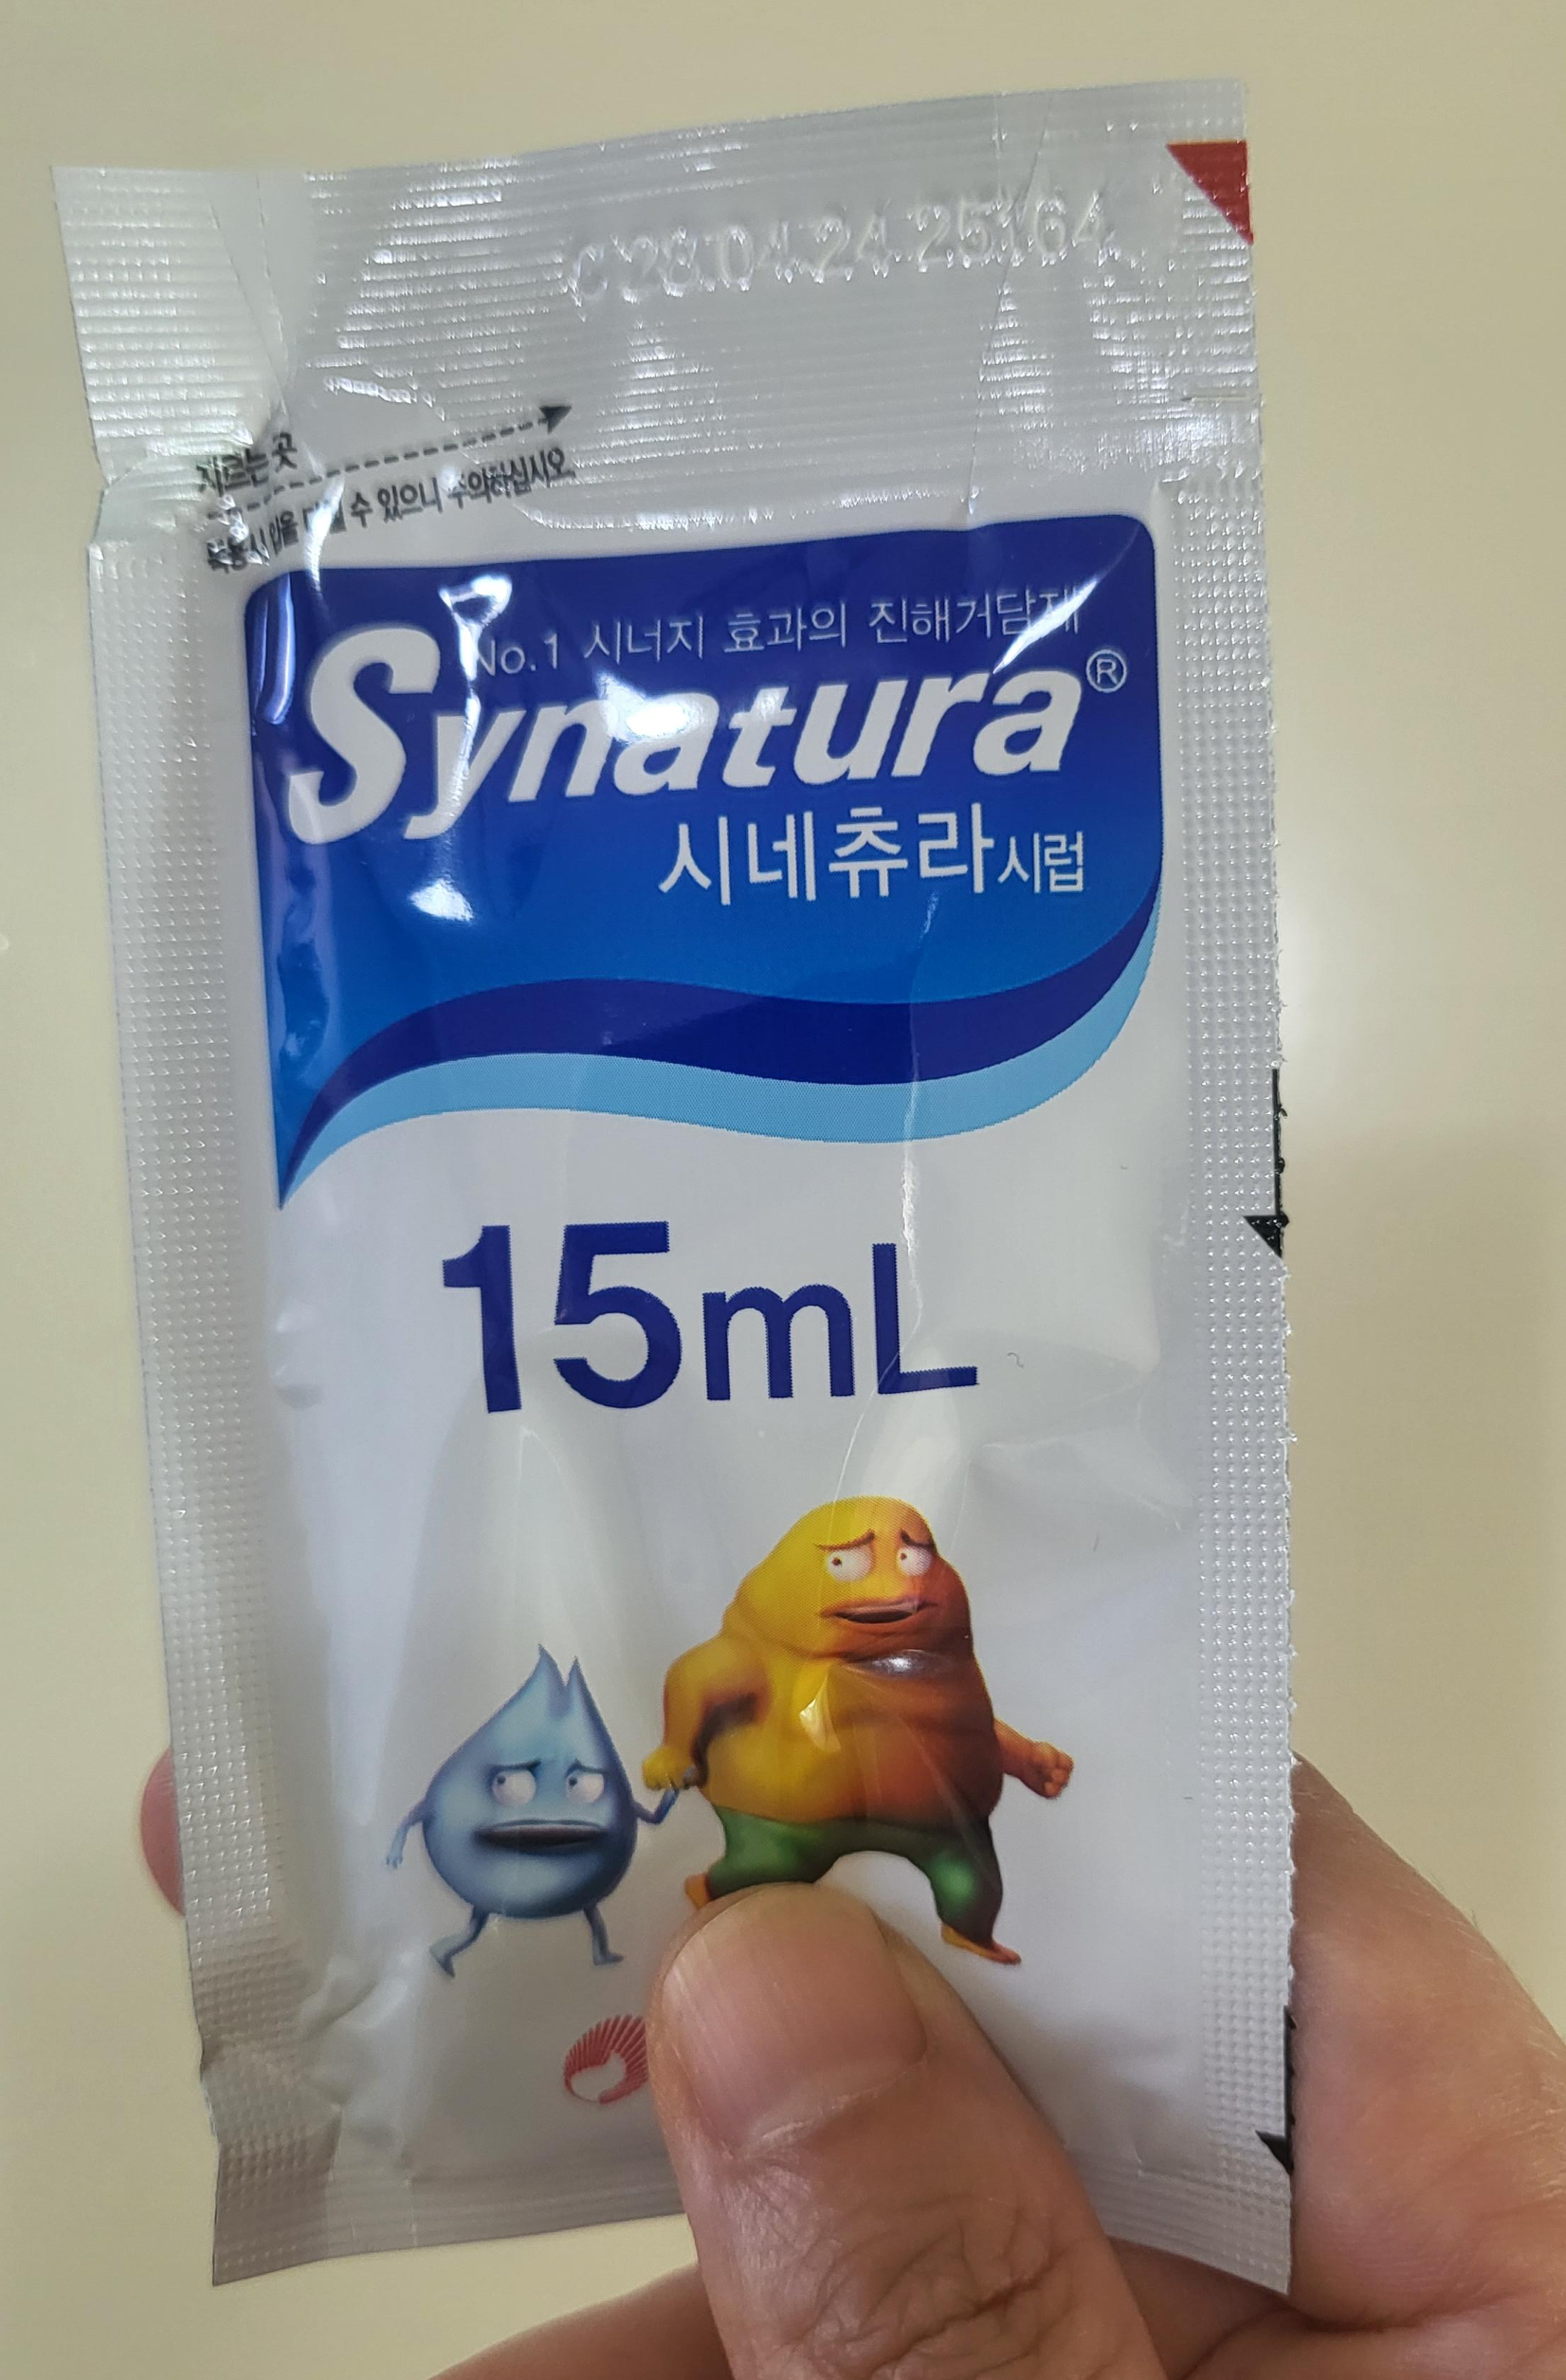 28.04.24 25164
자르는 곳
수 있으니 주의하십시오.
No.1 시너지 효과의 진해거담제
Synatura®
시네츄라시럽
15mL